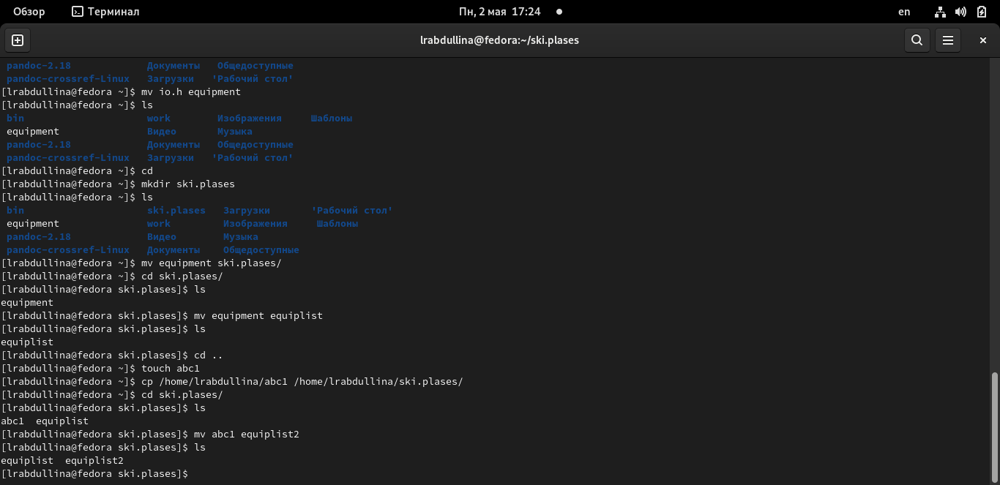 Обзор Терминал Пн, 2 мая 17:24 en
lrabdullina@fedora:~/ski.plases
pandoc-2.18 Документы Общедоступные
pandoc-crossref-Linux Загрузки 'Рабочий стол'
[lrabdullina@fedora ~]$ mv io.h equipment
[lrabdullina@fedora ~]$ ls
bin work Изображения Шаблоны
equipment Видео Музыка
pandoc-2.18 Документы Общедоступные
pandoc-crossref-Linux Загрузки 'Рабочий стол'
[lrabdullina@fedora ~]$ cd
[lrabdullina@fedora ~]$ mkdir ski.plases
[lrabdullina@fedora ~]$ ls
bin ski.plases Загрузки 'Рабочий стол'
equipment work Изображения Шаблоны
pandoc-2.18 Видео Музыка
pandoc-crossref-Linux Документы Общедоступные
[lrabdullina@fedora ~]$ mv equipment ski.plases/
[lrabdullina@fedora ~]$ cd ski.plases/
[lrabdullina@fedora ski.plases]$ ls
equipment
[lrabdullina@fedora ski.plases]$ mv equipment equiplist
[lrabdullina@fedora ski.plases]$ ls
equiplist
[lrabdullina@fedora ski.plases]$ cd ..
[lrabdullina@fedora ~]$ touch abc1
[lrabdullina@fedora ~]$ cp /home/lrabdullina/abc1 /home/lrabdullina/ski.plases/
[lrabdullina@fedora ~]$ cd ski.plases/
[lrabdullina@fedora ski.plases]$ ls
abc1 equiplist
[lrabdullina@fedora ski.plases]$ mv abc1 equiplist2
[lrabdullina@fedora ski.plases]$ ls
equiplist equiplist2
[lrabdullina@fedora ski.plases]$